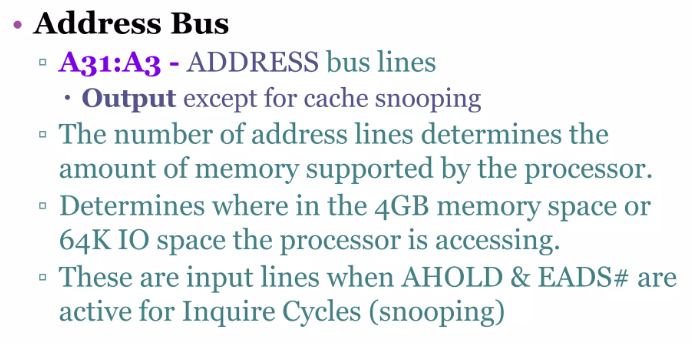 • Address Bus
▫ A31:A3 - ADDRESS bus lines
• Output except for cache snooping
▫ The number of address lines determines the
amount of memory supported by the processor.
▫ Determines where in the 4GB memory space or
64K IO space the processor is accessing.
▫ These are input lines when AHOLD & EADS# are
active for Inquire Cycles (snooping)